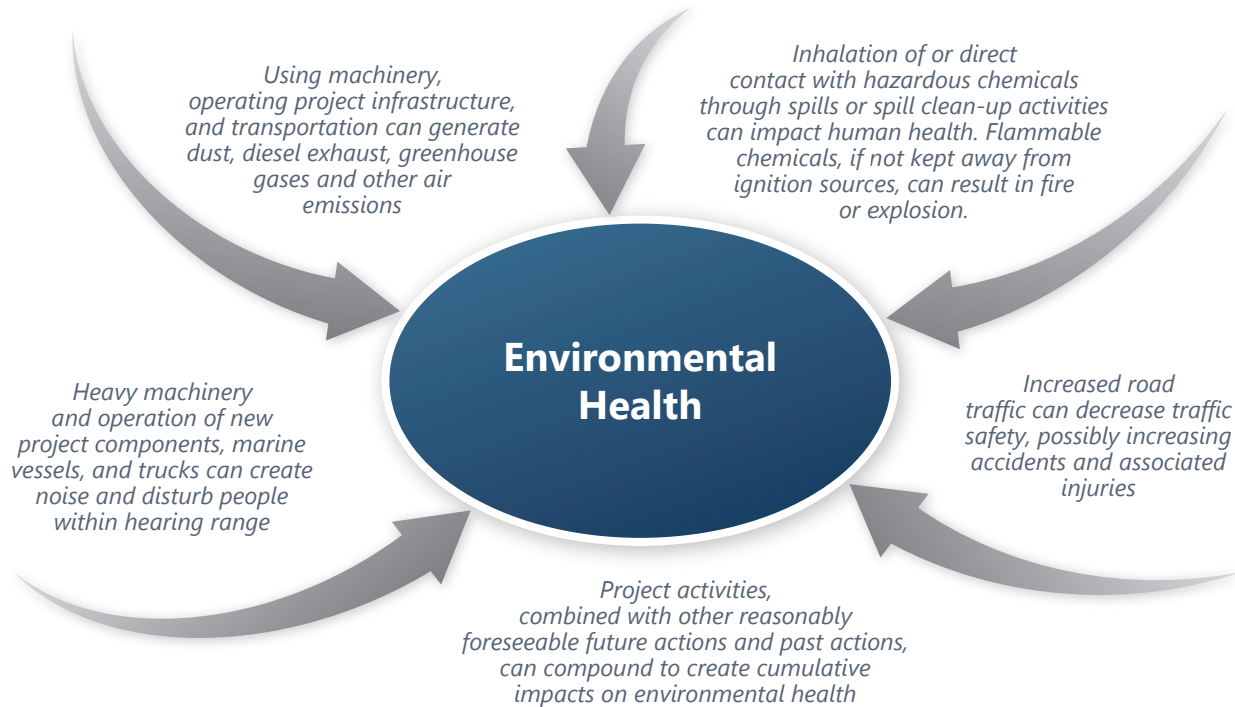 Using machinery,
operating project infrastructure,
and transportation can generate
dust, diesel exhaust, greenhouse
gases and other air
emissions
Inhalation of or direct
contact with hazardous chemicals
through spills or spill clean-up activities
can impact human health. Flammable
chemicals, if not kept away from
ignition sources, can result in fire
or explosion.
Environmental
Health
Heavy machinery
and operation of new
project components, marine
vessels, and trucks can create
noise and disturb people
within hearing range
Increased road
traffic can decrease traffic
safety, possibly increasing
accidents and associated
injuries
Project activities,
combined with other reasonably
foreseeable future actions and past actions,
can compound to create cumulative
impacts on environmental health